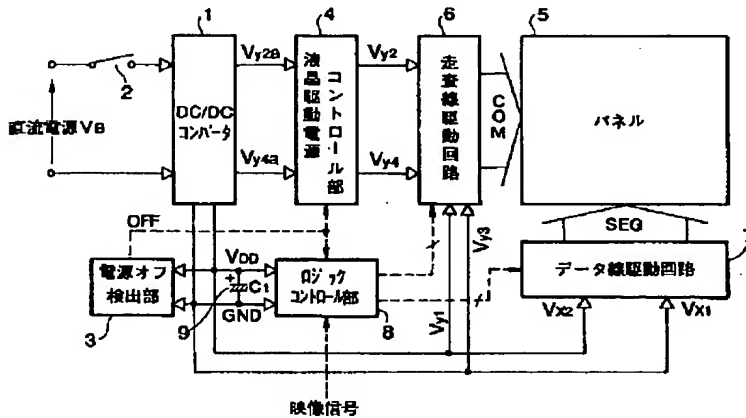 1
4
6
5
2
直流電源VB
DC/DC
コンバータ
Vy2a
Vy4a
液晶駆動電源
コントロール部
Vy2
Vy4
走査線駆動回路
COM
パネル
SEG
データ線駆動回路
7
OFF
電源オフ
検出部
3
VDD
+
C1
9
GND
ロジック
コントロール部
8
Vy1
Vy3
VX2
VX1
映像信号